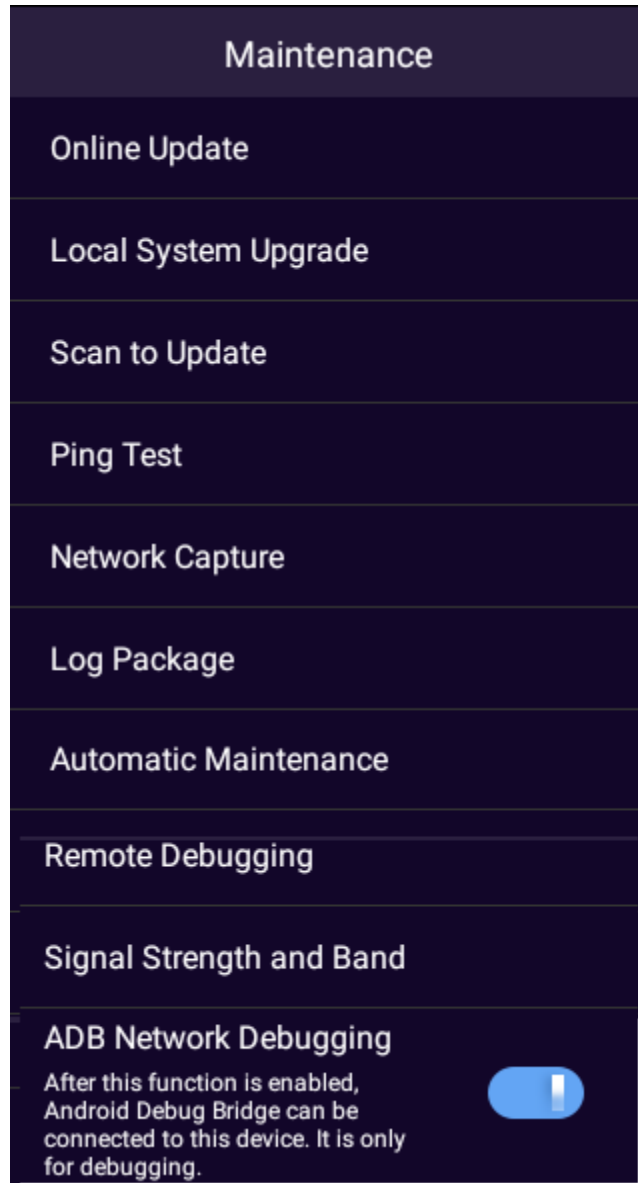 Maintenance
Online Update
Local System Upgrade
Scan to Update
Ping Test
Network Capture
Log Package
Automatic Maintenance
Remote Debugging
Signal Strength and Band
ADB Network Debugging
After this function is enabled,
Android Debug Bridge can be
connected to this device. It is only
for debugging.